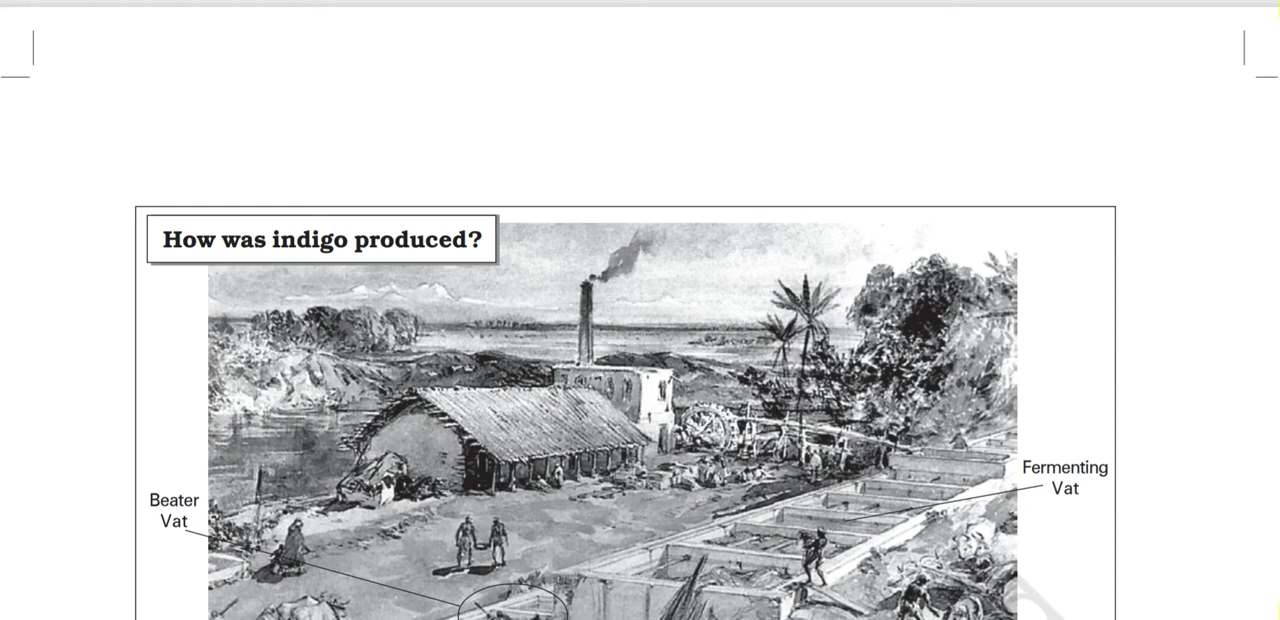 How was indigo produced?
Fermenting
Vat
Beater
Vat